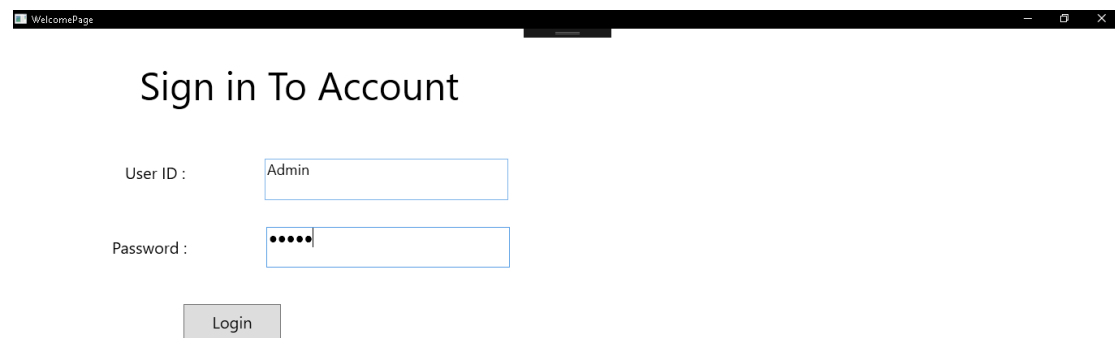 WelcomePage
Sign in To Account
User ID : Admin
Password : •••••
Login